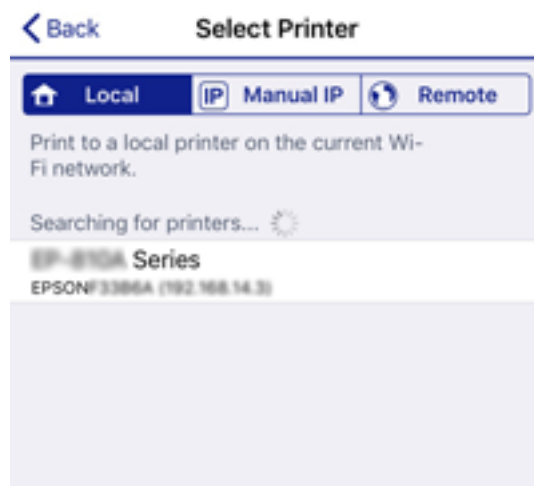 Back
Select Printer
Local
IP Manual IP
Remote
Print to a local printer on the current Wi-
Fi network.
Searching for printers...
Series
EPSON